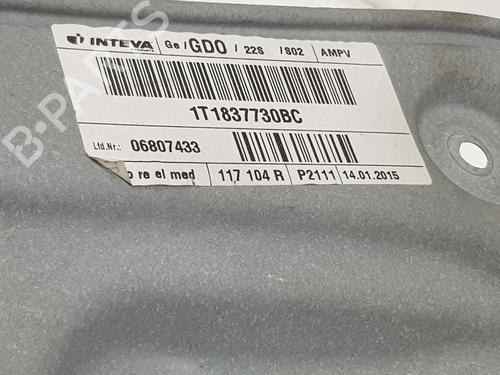 INTEVA Ge / GDO / 22S / S02 AMPV
PRODUCTS
1T1837730BC
Lfd.Nr.: 06807433
o re el med 117 104 R P2111 14.01.2015
B-PARTS